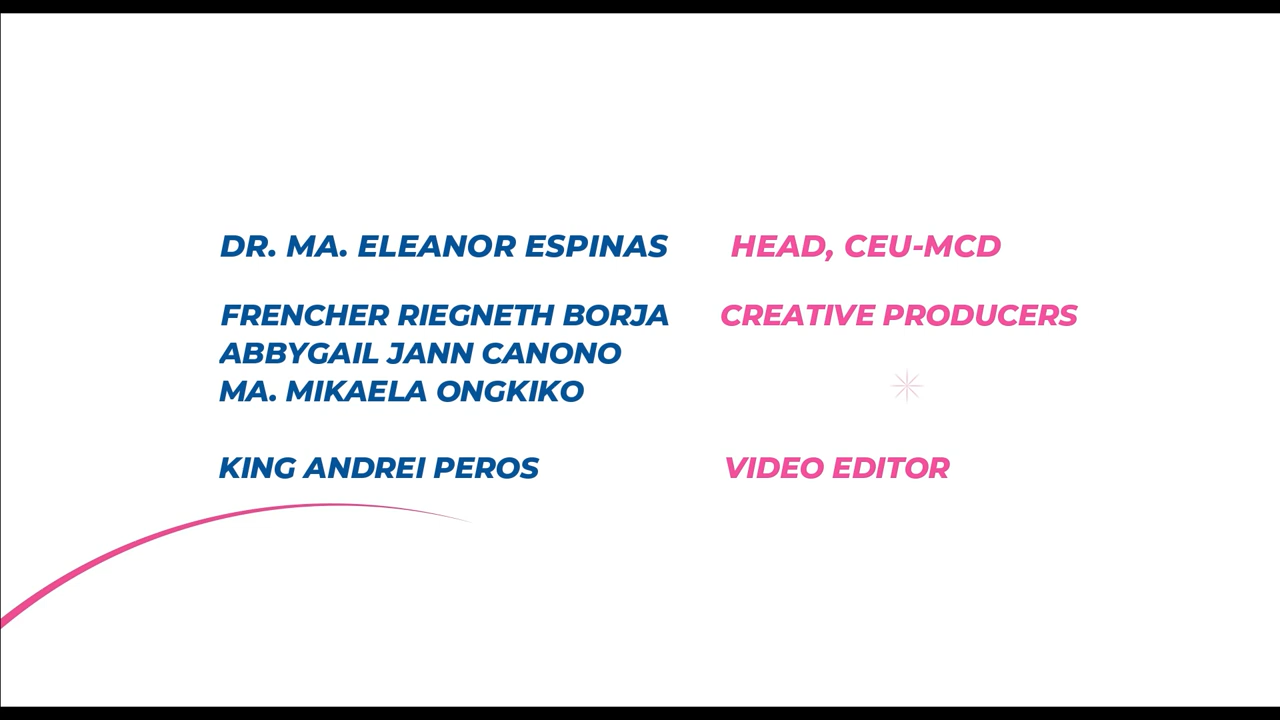 DR. MA. ELEANOR ESPINAS HEAD, CEU-MCD
FRENCHER RIEGNETH BORJA CREATIVE PRODUCERS
ABBYGAIL JANN CANONO
MA. MIKAELA ONGKIKO
KING ANDREI PEROS VIDEO EDITOR